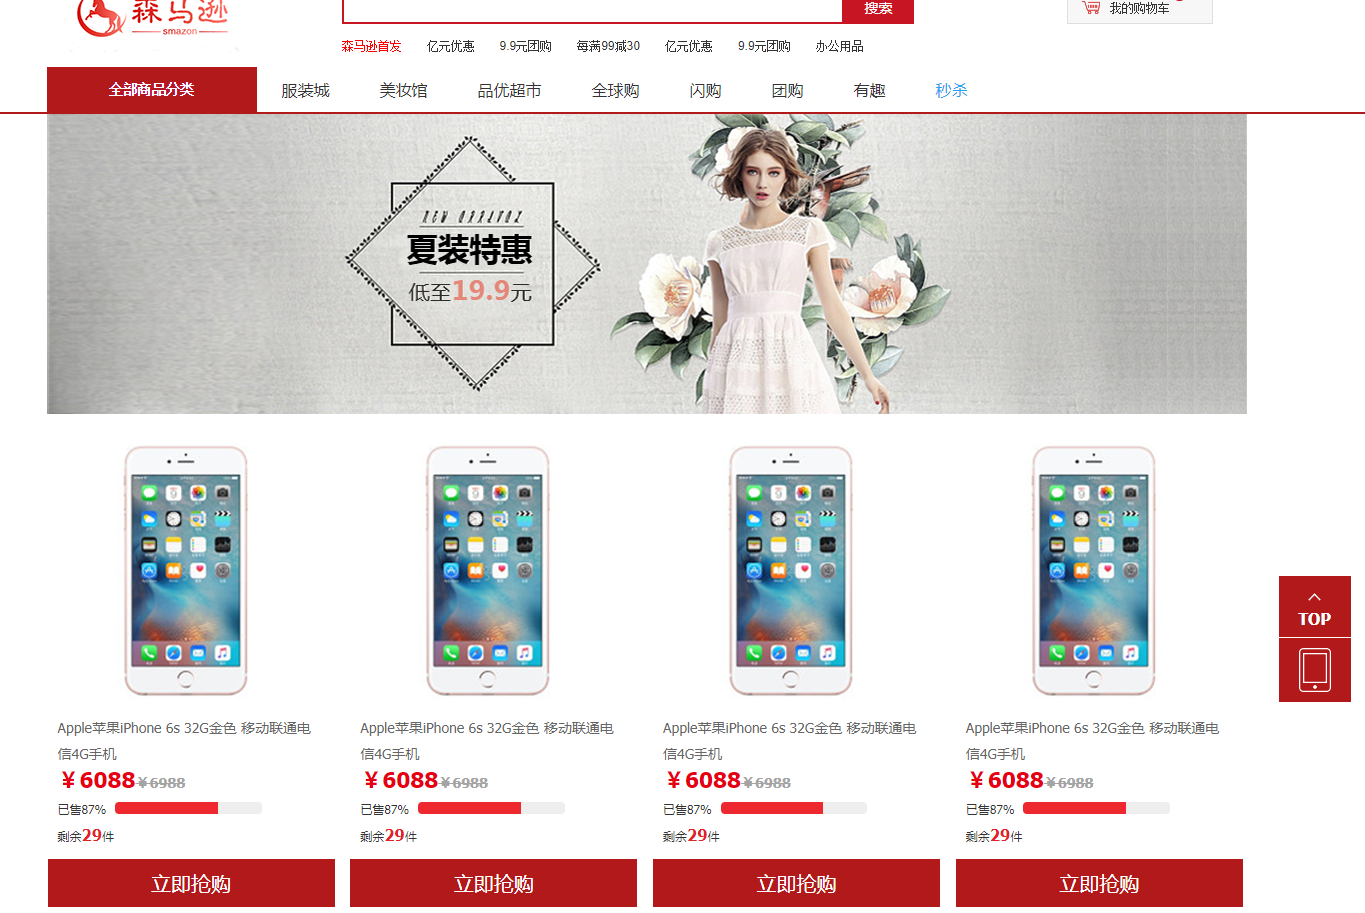 森马逊
smazon
搜索
我的购物车
森马逊首发 亿元优惠 9.9元团购 每满99减30 亿元优惠 9.9元团购 办公用品
全部商品分类 服装城 美妆馆 品优超市 全球购 闪购 团购 有趣 秒杀
夏装特惠
低至19.9元
TOP
Apple苹果iPhone 6s 32G金色 移动联通电
信4G手机
￥6088￥6988
已售87%
剩余29件
立即抢购
Apple苹果iPhone 6s 32G金色 移动联通电
信4G手机
￥6088￥6988
已售87%
剩余29件
立即抢购
Apple苹果iPhone 6s 32G金色 移动联通电
信4G手机
￥6088￥6988
已售87%
剩余29件
立即抢购
Apple苹果iPhone 6s 32G金色 移动联通电
信4G手机
￥6088￥6988
已售87%
剩余29件
立即抢购